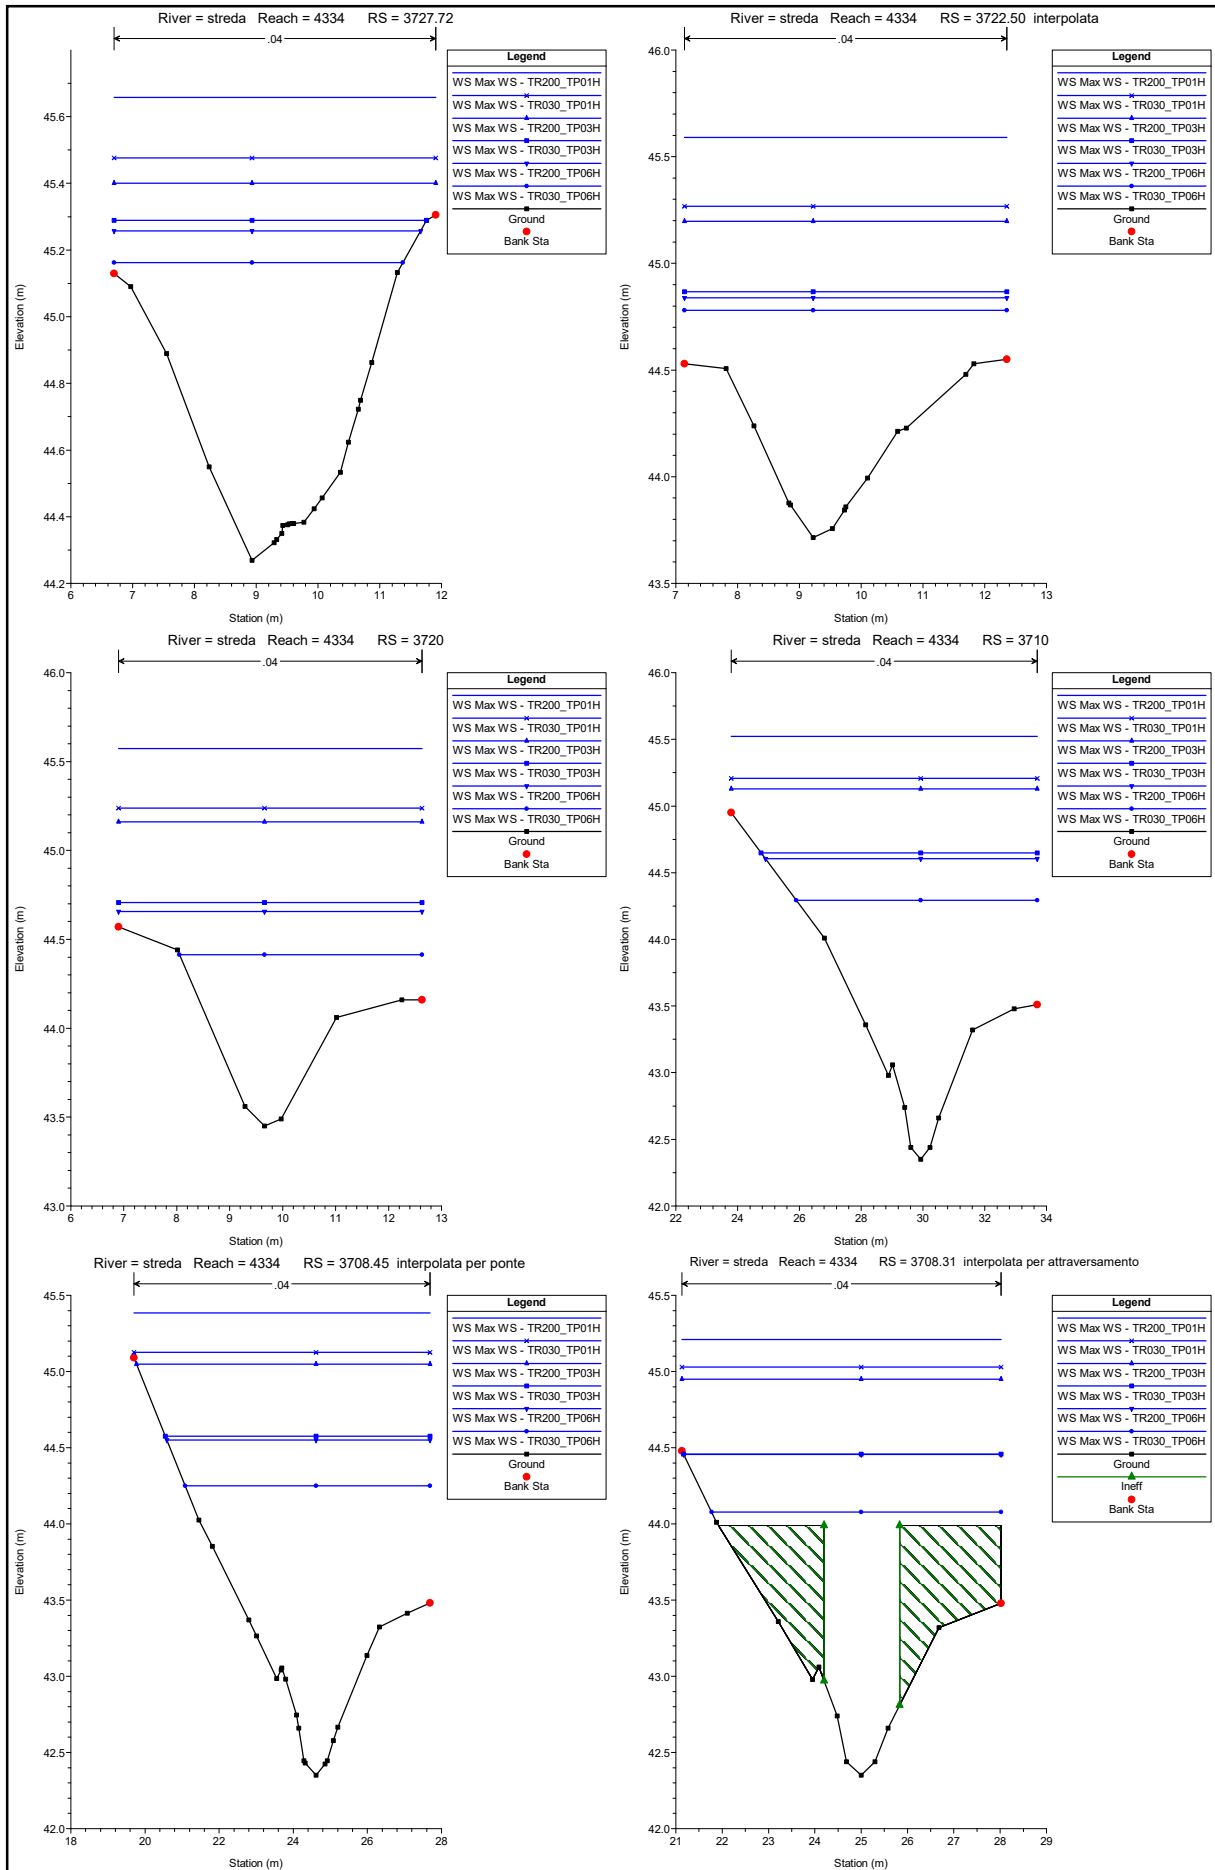 River = streda   Reach = 4334      RS = 3727.72
.04
45.6
45.4
45.2
45.0
44.8
44.6
44.4
44.2
Elevation (m)
6 7 8 9 10 11 12
Station (m)
Legend
WS Max WS - TR200_TP01H
WS Max WS - TR030_TP01H
WS Max WS - TR200_TP03H
WS Max WS - TR030_TP03H
WS Max WS - TR200_TP06H
WS Max WS - TR030_TP06H
Ground
Bank Sta
River = streda   Reach = 4334      RS = 3722.50  interpolata
.04
46.0
45.5
45.0
44.5
44.0
43.5
Elevation (m)
7 8 9 10 11 12 13
Station (m)
Legend
WS Max WS - TR200_TP01H
WS Max WS - TR030_TP01H
WS Max WS - TR200_TP03H
WS Max WS - TR030_TP03H
WS Max WS - TR200_TP06H
WS Max WS - TR030_TP06H
Ground
Bank Sta
River = streda   Reach = 4334      RS = 3720
.04
46.0
45.5
45.0
44.5
44.0
43.5
43.0
Elevation (m)
6 7 8 9 10 11 12 13
Station (m)
Legend
WS Max WS - TR200_TP01H
WS Max WS - TR030_TP01H
WS Max WS - TR200_TP03H
WS Max WS - TR030_TP03H
WS Max WS - TR200_TP06H
WS Max WS - TR030_TP06H
Ground
Bank Sta
River = streda   Reach = 4334      RS = 3710
.04
46.0
45.5
45.0
44.5
44.0
43.5
43.0
42.5
42.0
Elevation (m)
22 24 26 28 30 32 34
Station (m)
Legend
WS Max WS - TR200_TP01H
WS Max WS - TR030_TP01H
WS Max WS - TR200_TP03H
WS Max WS - TR030_TP03H
WS Max WS - TR200_TP06H
WS Max WS - TR030_TP06H
Ground
Bank Sta
River = streda   Reach = 4334      RS = 3708.45  interpolata per ponte
.04
45.5
45.0
44.5
44.0
43.5
43.0
42.5
42.0
Elevation (m)
18 20 22 24 26 28
Station (m)
Legend
WS Max WS - TR200_TP01H
WS Max WS - TR030_TP01H
WS Max WS - TR200_TP03H
WS Max WS - TR030_TP03H
WS Max WS - TR200_TP06H
WS Max WS - TR030_TP06H
Ground
Bank Sta
River = streda   Reach = 4334      RS = 3708.31  interpolata per attraversamento
.04
45.5
45.0
44.5
44.0
43.5
43.0
42.5
42.0
Elevation (m)
21 22 23 24 25 26 27 28 29
Station (m)
Legend
WS Max WS - TR200_TP01H
WS Max WS - TR030_TP01H
WS Max WS - TR200_TP03H
WS Max WS - TR030_TP03H
WS Max WS - TR200_TP06H
WS Max WS - TR030_TP06H
Ground
Ineff
Bank Sta